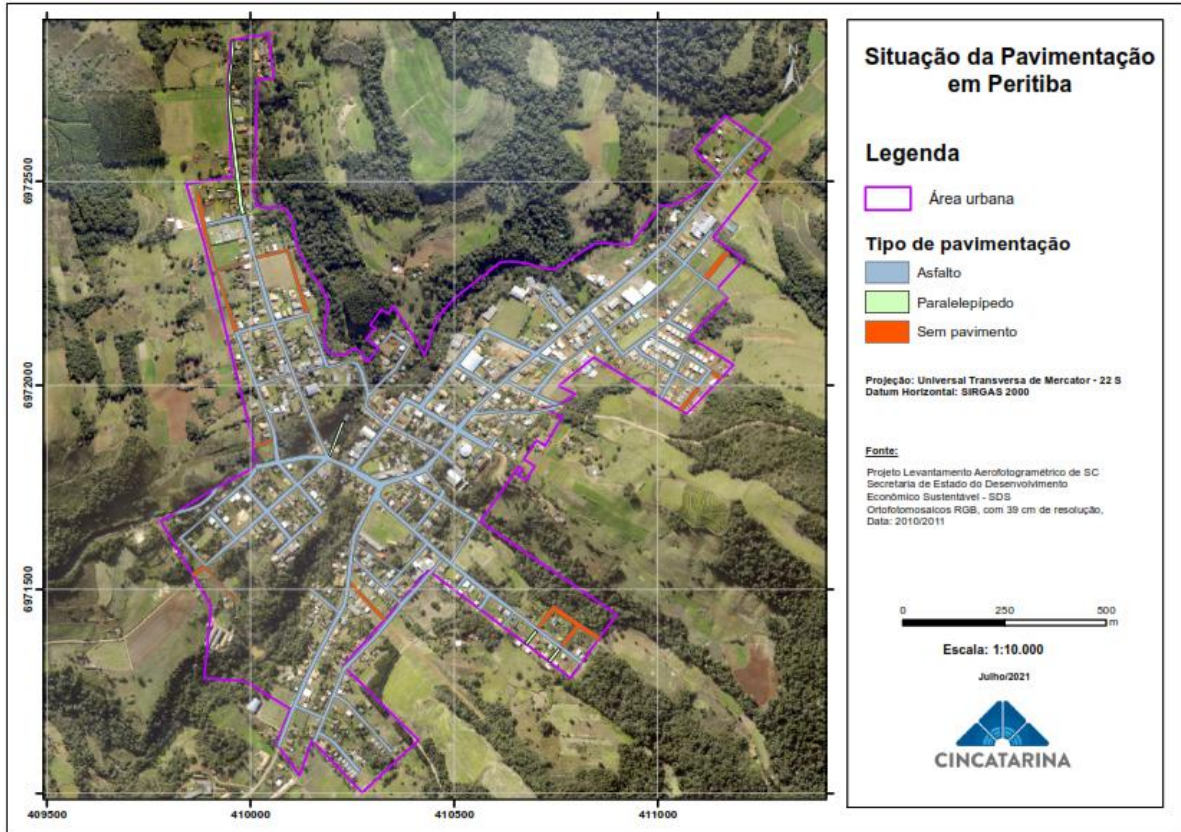 Situação da Pavimentação
em Peritiba
Legenda
Área urbana
Tipo de pavimentação
Asfalto
Paralelepípedo
Sem pavimento
Projeção: Universal Transversa de Mercator - 22 S
Datum Horizontal: SIRGAS 2000
Fonte:
Projeto Levantamento Aerofotogramétrico de SC
Secretaria de Estado do Desenvolvimento
Econômico Sustentável - SDS
Ortofotomosaicos RGB, com 39 cm de resolução,
Data: 2010/2011
0 250 500
m
Escala: 1:10.000
Julho/2021
CINCATARINA
6972500
6972000
6971500
409500 410000 410500 411000